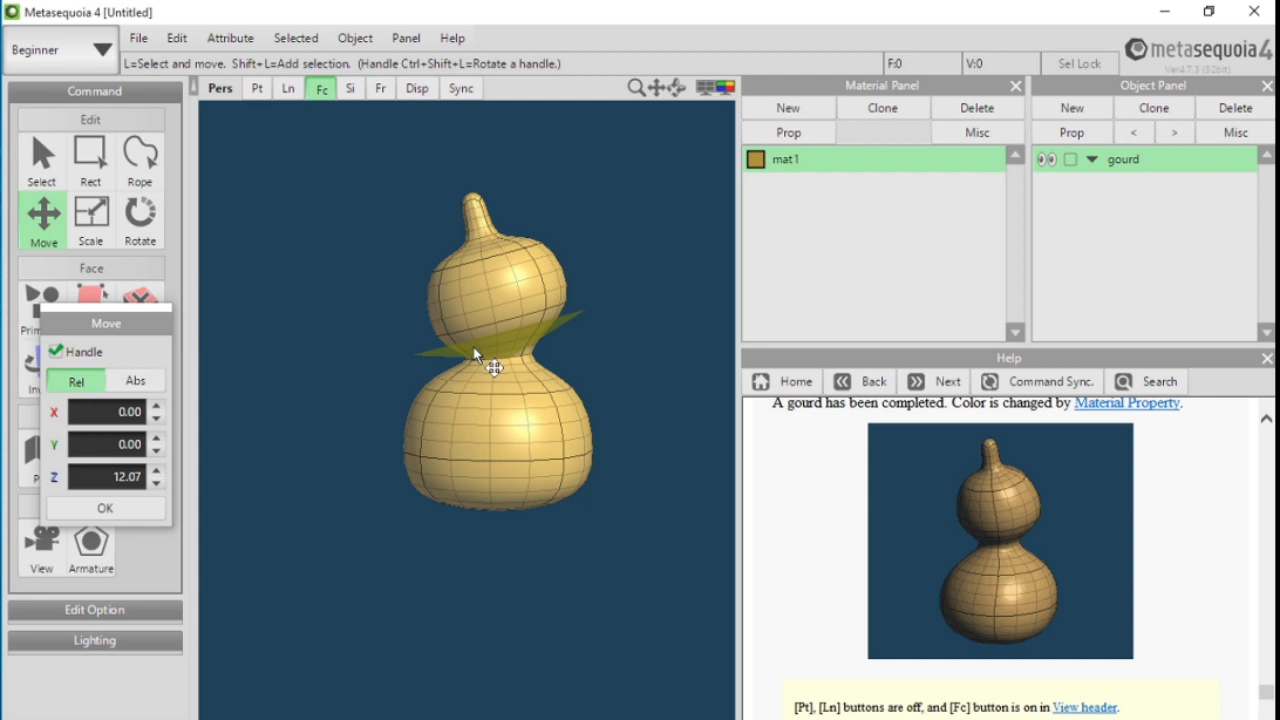 Metasequoia 4 [Untitled]
Beginner
File Edit Attribute Selected Object Panel Help
metasequoia4
L=Select and move. Shift+L=Add selection. (Handle Ctrl+Shift+L=Rotate a handle.)
F:0 V:0 Sel Lock
Ver4.7.3 (32bit)
Command
Pers Pt Ln Fc Si Fr Disp Sync
Material Panel
Object Panel
New Clone Delete
New Clone Delete
Prop Misc
Prop < > Misc
Edit
mat1
gourd
Select Rect Rope
Move Scale Rotate
Face
Move
Handle
Rel Abs
X 0.00
Y 0.00
Z 12.07
OK
View Armature
Edit Option
Lighting
Help
Home Back Next Command Sync. Search
A gourd has been completed. Color is changed by Material Property.
[Pt], [Ln] buttons are off, and [Fc] button is on in View header.